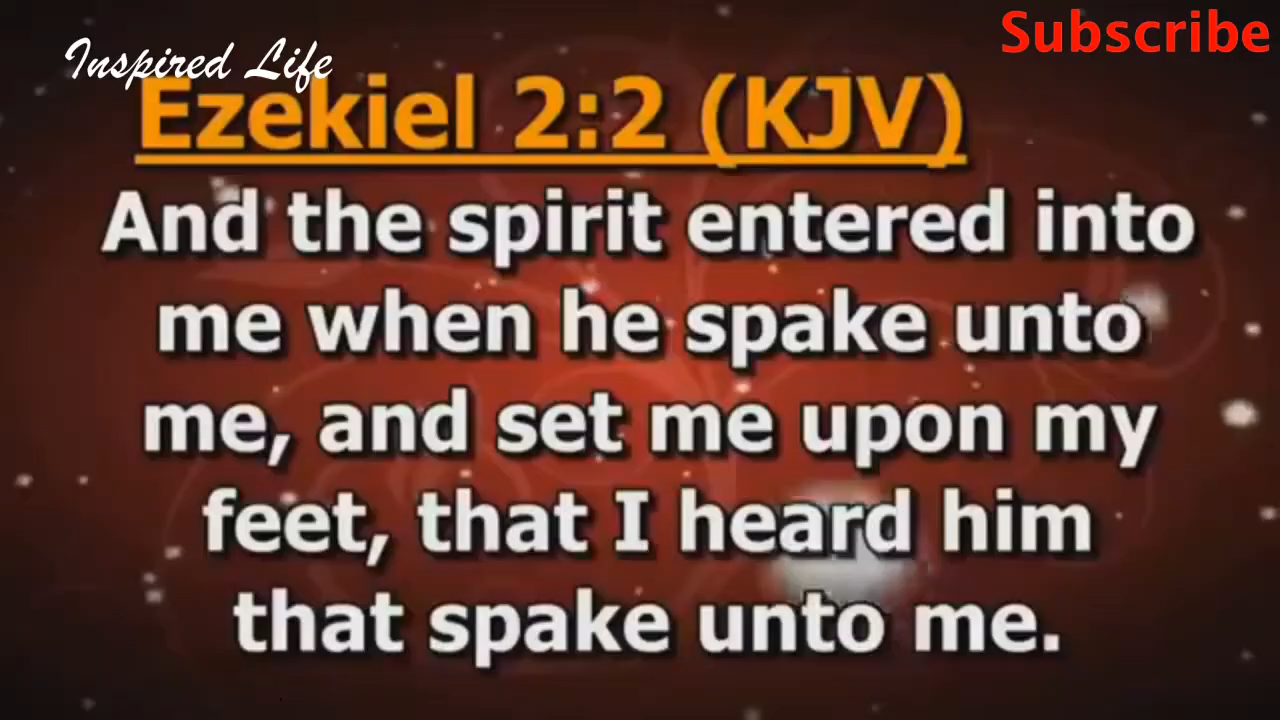 Inspired Life
Subscribe
Ezekiel 2:2 (KJV)
And the spirit entered into
me when he spake unto
me, and set me upon my
feet, that I heard him
that spake unto me.